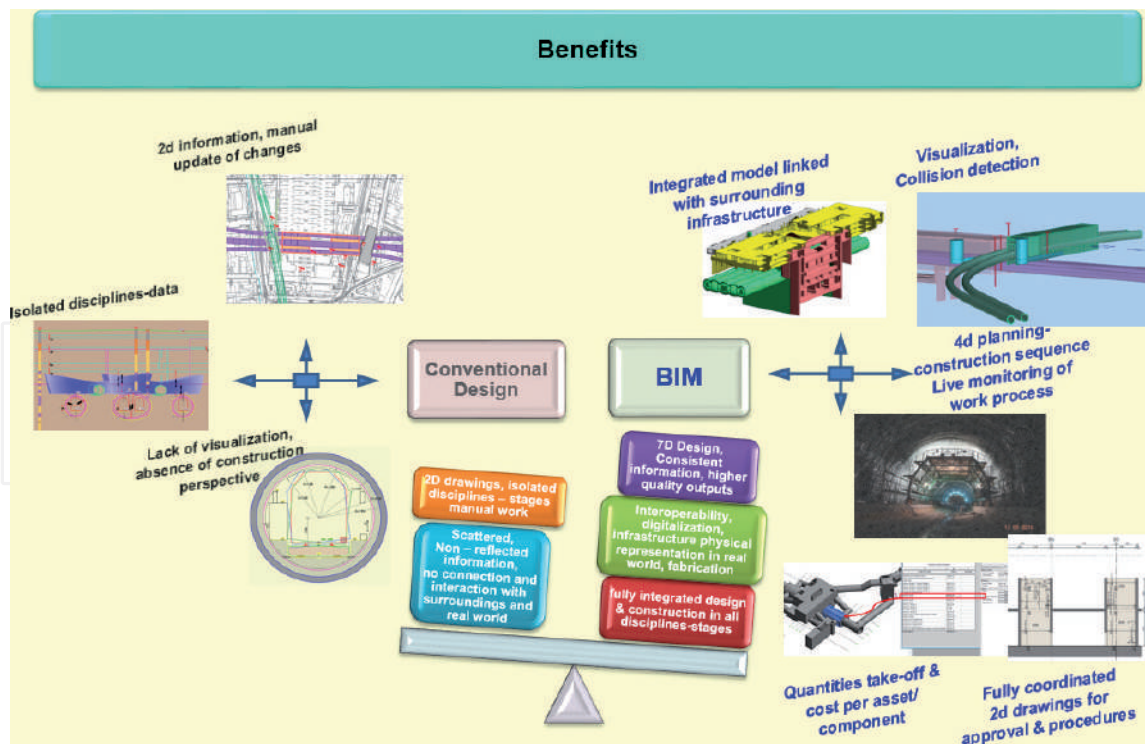 Benefits
2d information, manual
update of changes
Isolated disciplines-data
Lack of visualization,
absence of construction
perspective
Conventional
Design
2D drawings, isolated
disciplines – stages
manual work
Scattered,
Non – reflected
information,
no connection and
interaction with
surroundings and
real world
BIM
7D Design,
Consistent
information, higher
quality outputs
Interoperability,
digitalization,
infrastructure physical
representation in real
world, fabrication
fully integrated design
& construction in all
disciplines-stages
Integrated model linked
with surrounding
infrastructure
Visualization,
Collision detection
4d planning-
construction sequence
Live monitoring of
work process
Quantities take-off &
cost per asset/
component
Fully coordinated
2d drawings for
approval & procedures